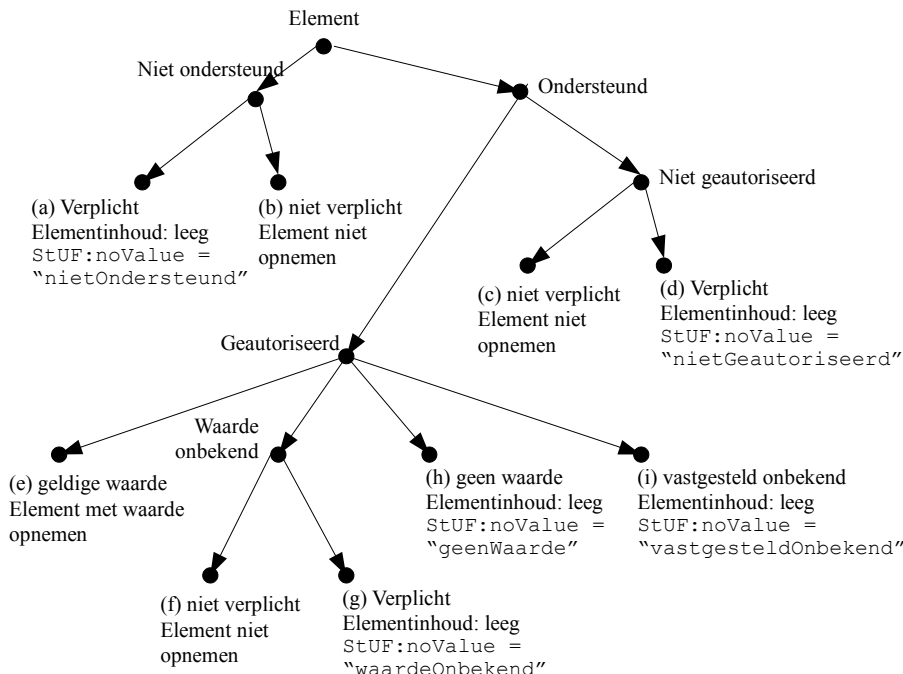 Element
Niet ondersteund
Ondersteund
Niet geautoriseerd
(a) Verplicht
Elementinhoud: leeg
StUF:noValue =
“nietOndersteund”
(b) niet verplicht
Element niet
opnemen
(c) niet verplicht
Element niet
opnemen
(d) Verplicht
Elementinhoud: leeg
StUF:noValue =
“nietGeautoriseerd”
Geautoriseerd
Waarde
onbekend
(e) geldige waarde
Element met waarde
opnemen
(h) geen waarde
Elementinhoud: leeg
StUF:noValue =
“geenWaarde”
(i) vastgesteld onbekend
Elementinhoud: leeg
StUF:noValue =
“vastgesteldOnbekend”
(f) niet verplicht
Element niet
opnemen
(g) Verplicht
Elementinhoud: leeg
StUF:noValue =
“waardeOnbekend”